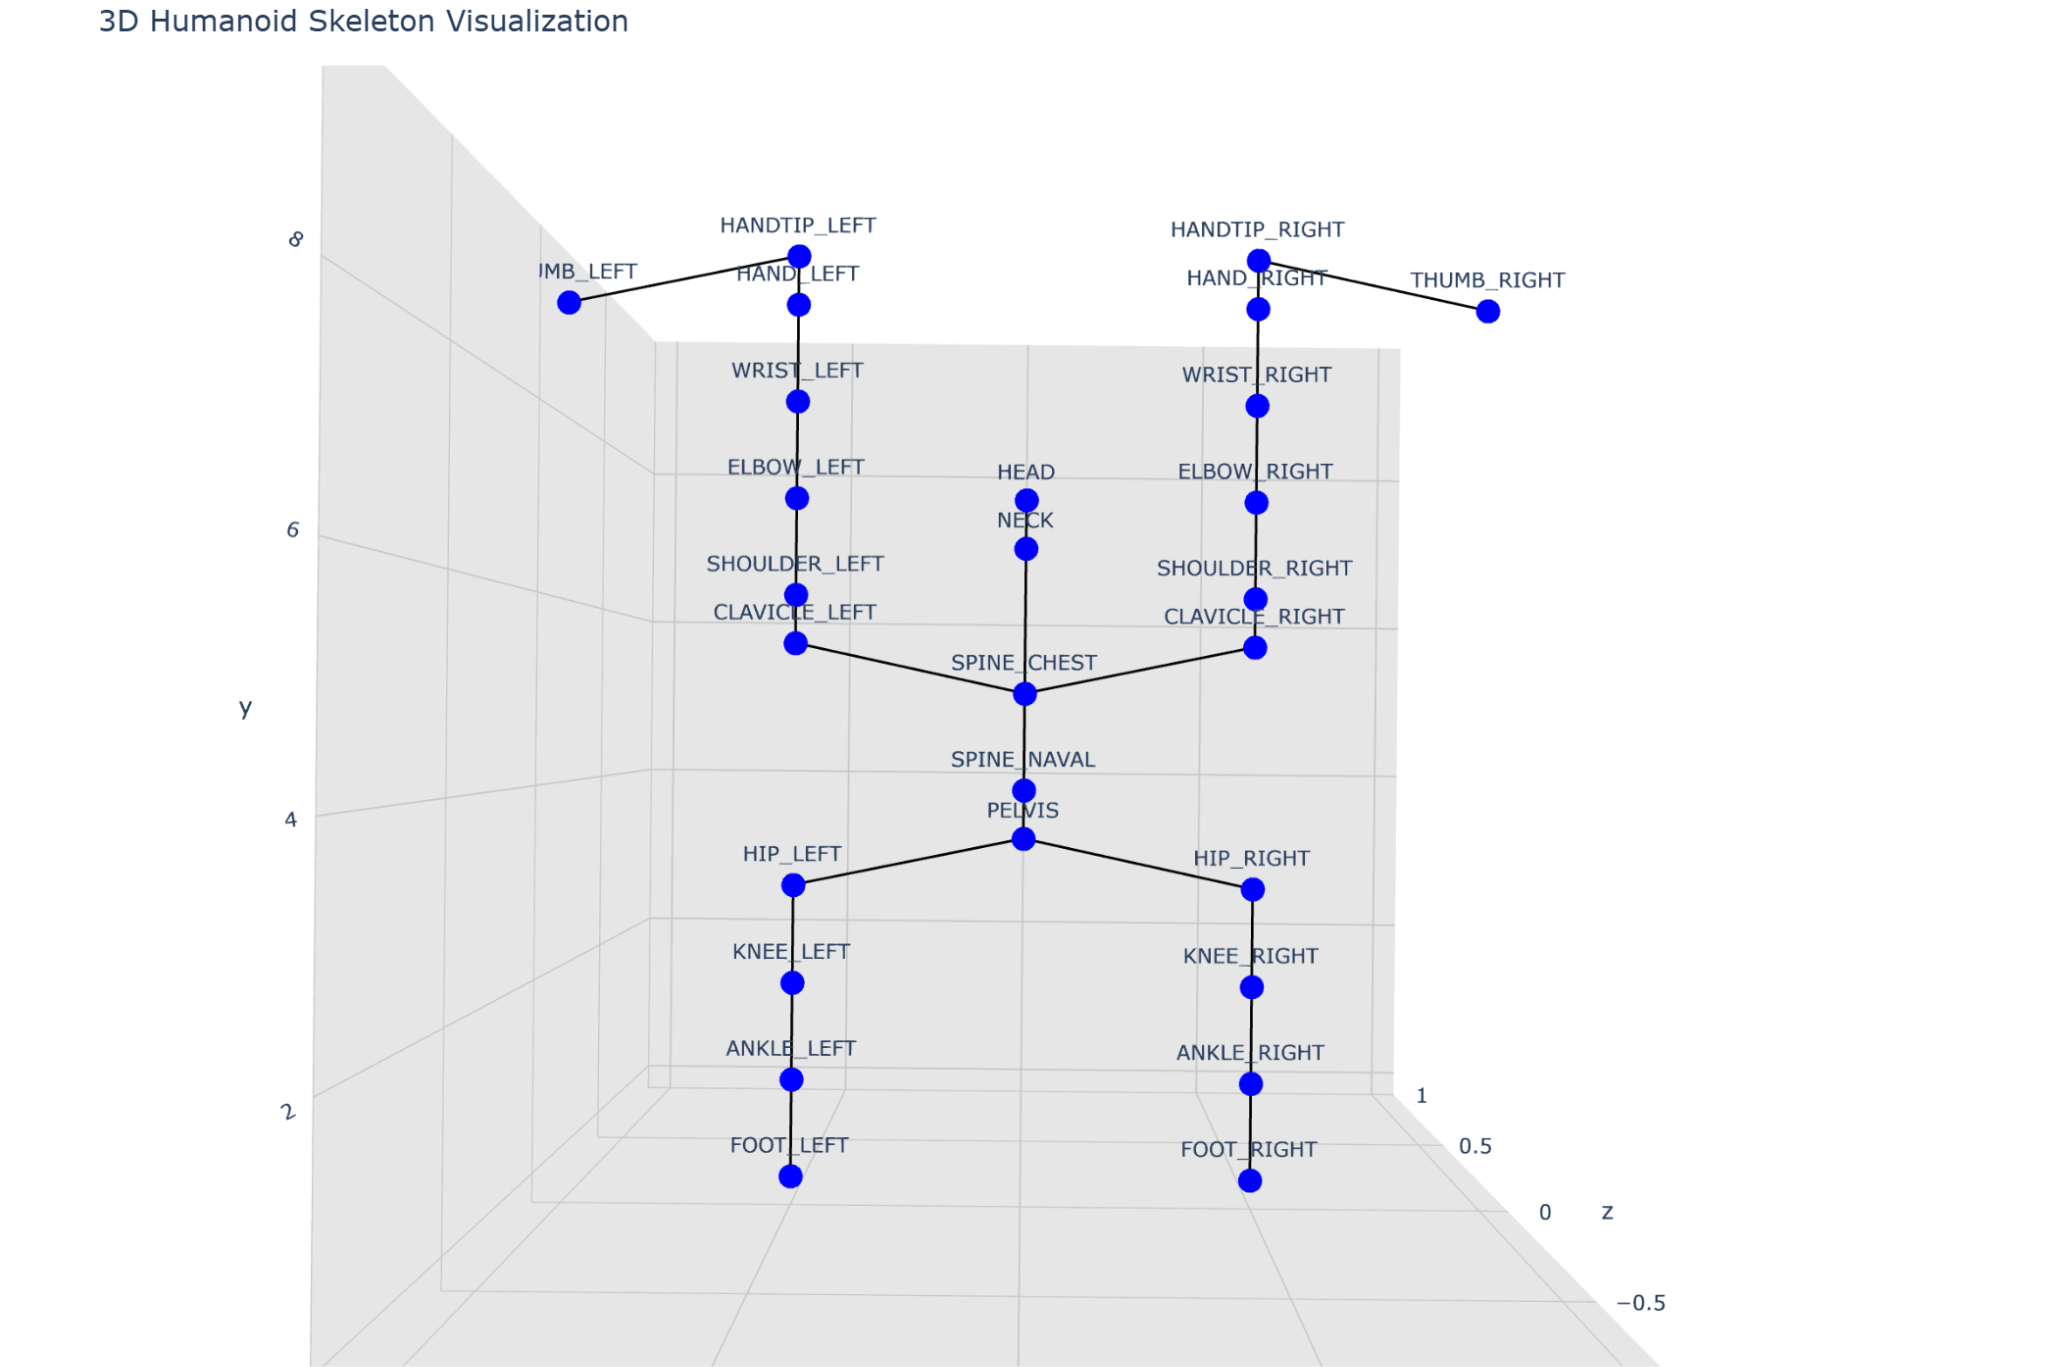 3D Humanoid Skeleton Visualization
HANDTIP_LEFT
HANDTIP_RIGHT
8
UMB_LEFT
HAND_LEFT
HAND_RIGHT
THUMB_RIGHT
WRIST_LEFT
WRIST_RIGHT
ELBOW_LEFT
HEAD
ELBOW_RIGHT
6
NECK
SHOULDER_LEFT
SHOULDER_RIGHT
CLAVICLE_LEFT
CLAVICLE_RIGHT
SPINE_CHEST
y
SPINE_NAVAL
PELVIS
4
HIP_LEFT
HIP_RIGHT
KNEE_LEFT
KNEE_RIGHT
ANKLE_LEFT
ANKLE_RIGHT
1
2
FOOT_LEFT
FOOT_RIGHT
0.5
0
z
−0.5